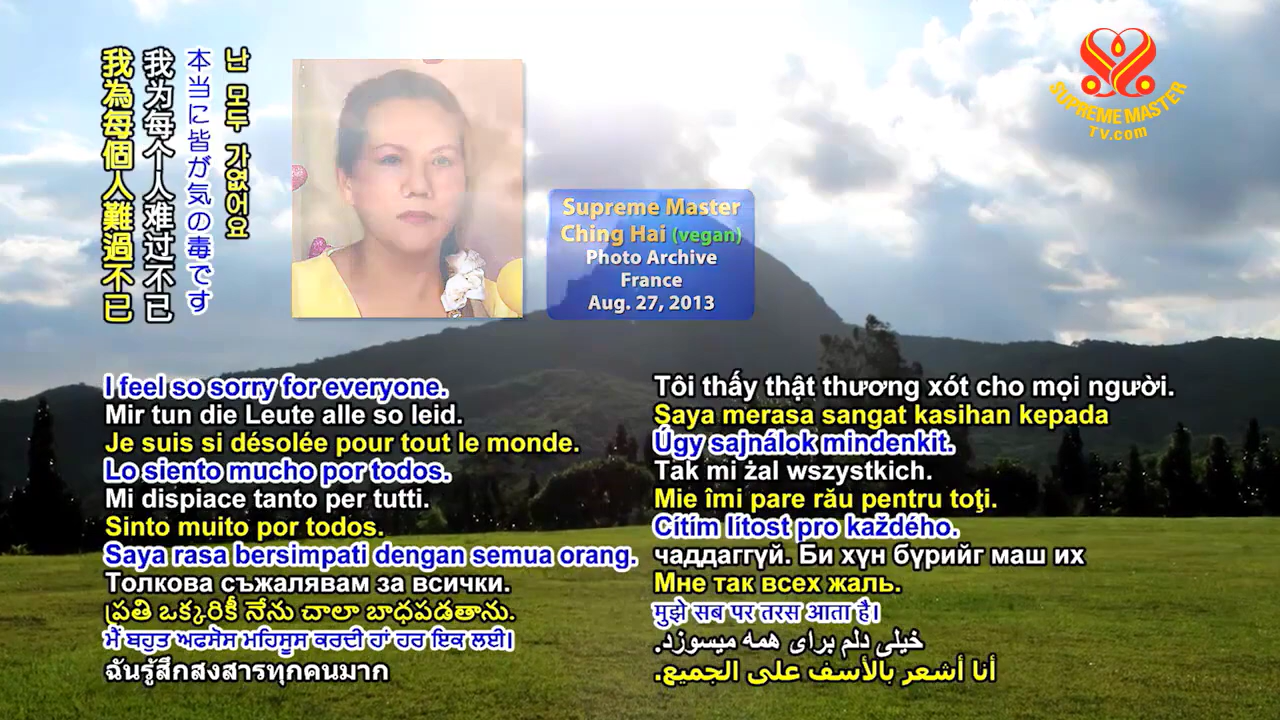 我為每個人難過不已
我为每个人难过不已
本当に皆が気の毒です
난 모두 가엾어요
SUPREME MASTER
TV.com
Supreme Master
Ching Hai (vegan)
Photo Archive
France
Aug. 27, 2013
I feel so sorry for everyone.
Mir tun die Leute alle so leid.
Je suis si désolée pour tout le monde.
Lo siento mucho por todos.
Mi dispiace tanto per tutti.
Sinto muito por todos.
Saya rasa bersimpati dengan semua orang.
Толкова съжалявам за всички.
ప్రతి ఒక్కరికీ నేను చాలా బాధపడతాను.
ਮੈਂ ਬਹੁਤ ਅਫਸੋਸ ਮਹਿਸੂਸ ਕਰਦੀ ਹਾਂ ਹਰ ਇਕ ਲਈ।
ฉันรู้สึกสงสารทุกคนมาก
Tôi thấy thật thương xót cho mọi người.
Saya merasa sangat kasihan kepada
Úgy sajnálok mindenkit.
Tak mi żal wszystkich.
Mie îmi pare rău pentru toţi.
Cítím lítost pro každého.
чаддаггүй. Би хүн бүрийг маш их
Мне так всех жаль.
मुझे सब पर तरस आता है।
خیلی دلم برای همه میسوزد.
أنا أشعر بالأسف على الجميع.